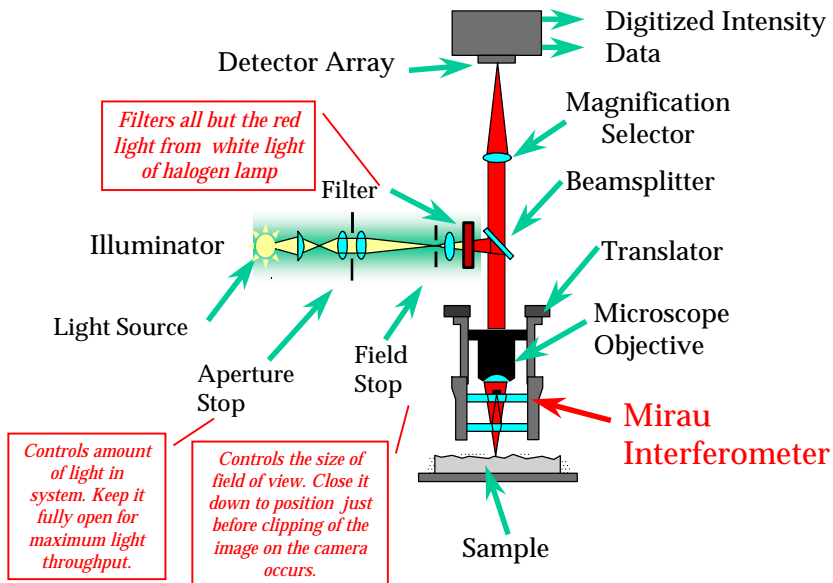 Digitized Intensity
Data
Detector Array
Magnification
Selector
Filters all but the red
light from white light
of halogen lamp
Filter
Beamsplitter
Illuminator
Translator
Light Source
Microscope
Objective
Aperture
Stop
Field
Stop
Mirau
Interferometer
Controls amount
of light in
system. Keep it
fully open for
maximum light
throughput.
Controls the size of
field of view. Close it
down to position just
before clipping of the
image on the camera
occurs.
Sample